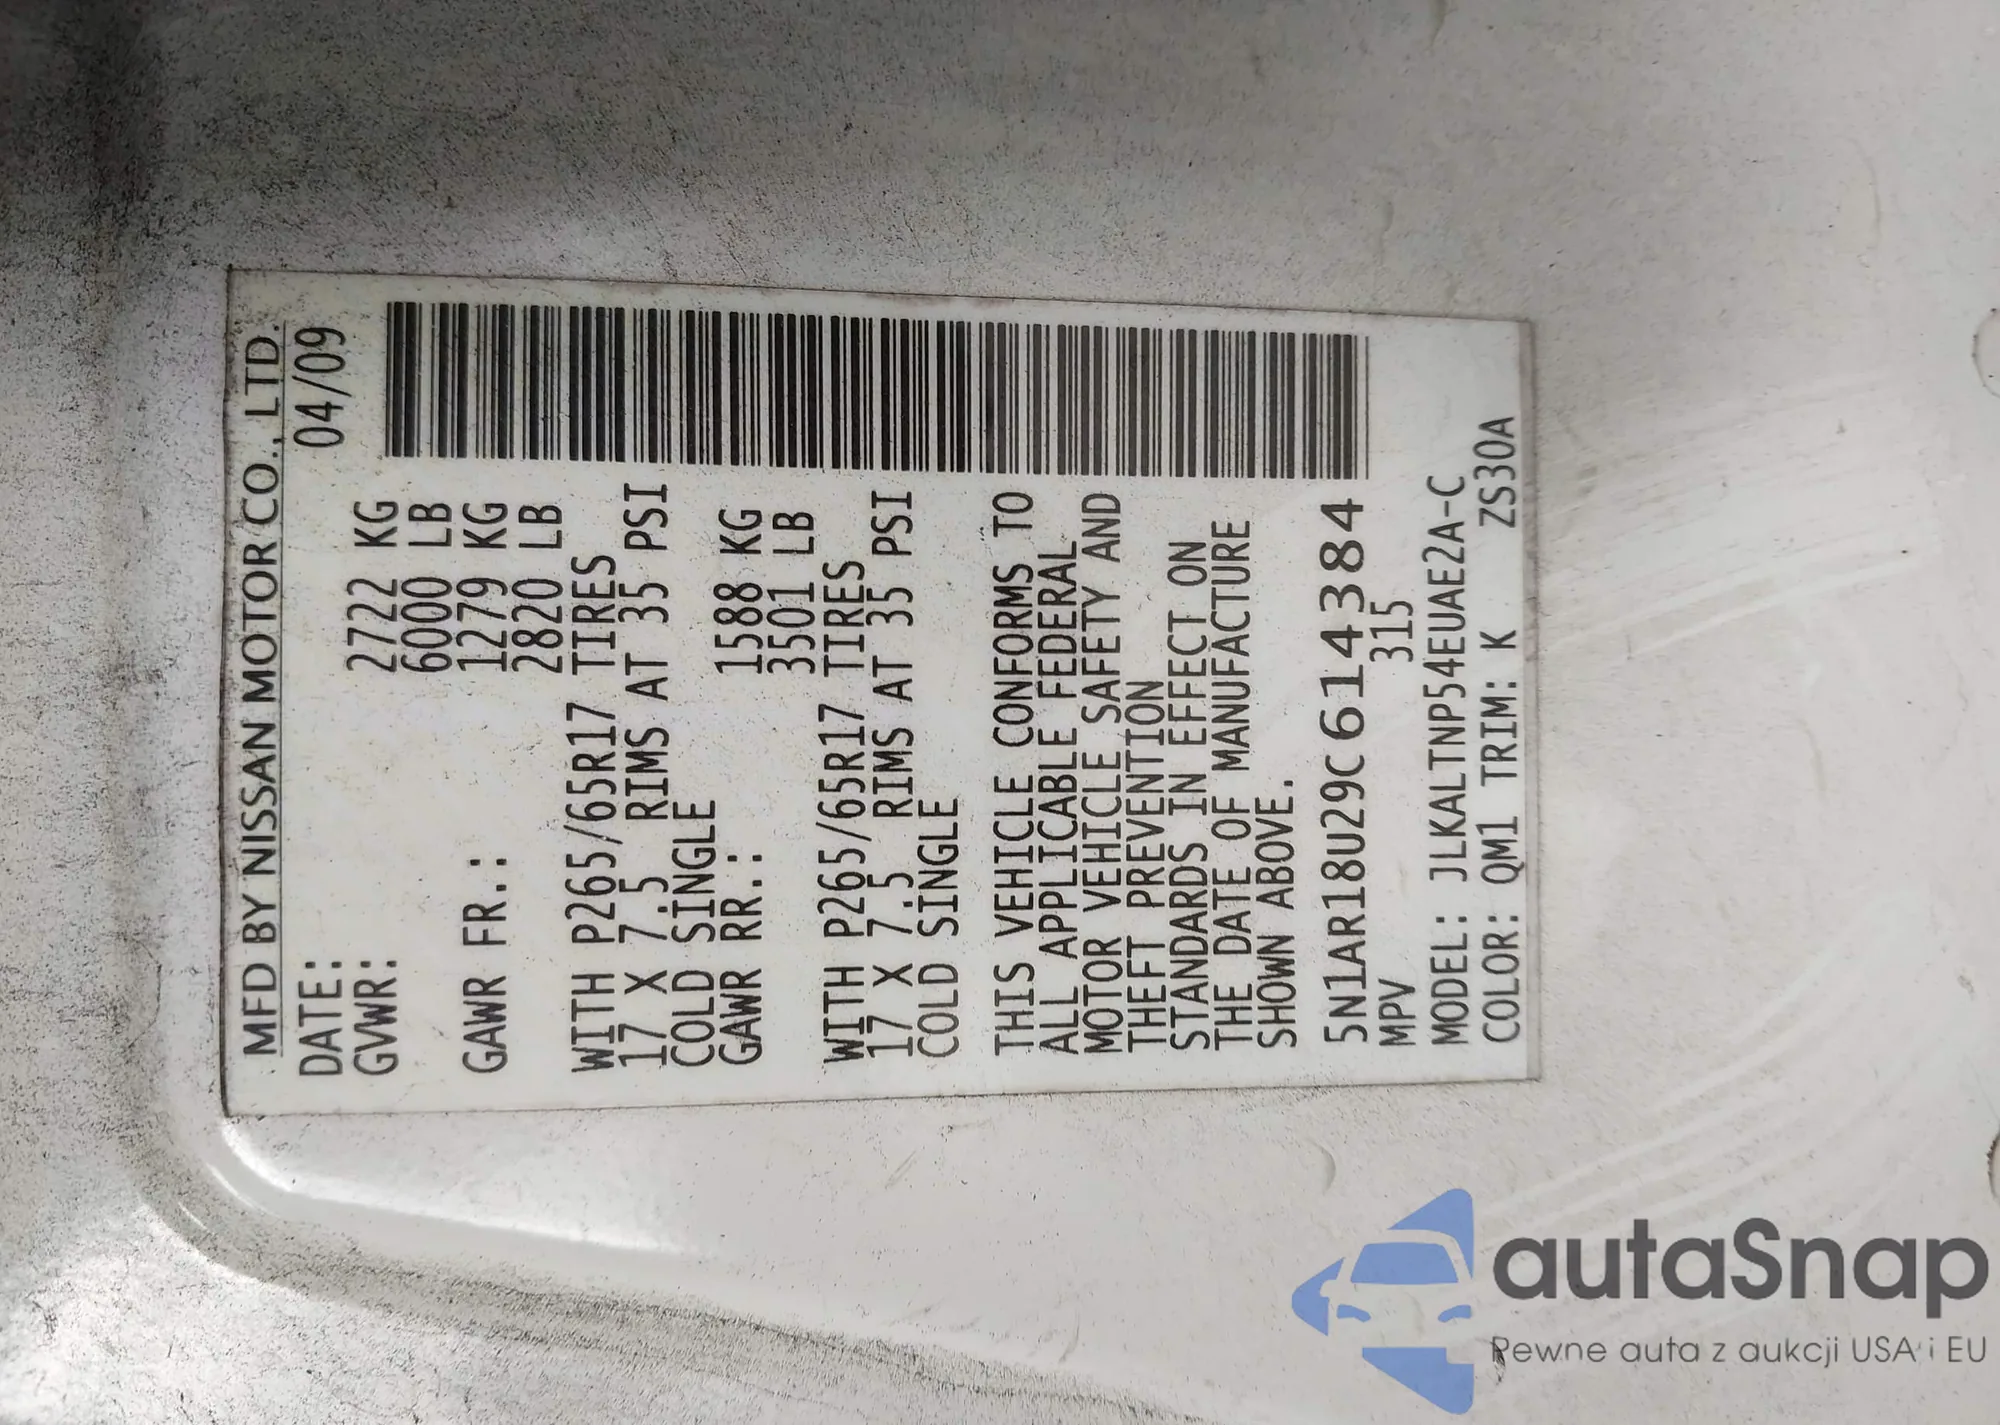 MFD BY NISSAN MOTOR CO., LTD.
DATE: 04/09
GVWR: 2722 KG
6000 LB
GAWR FR.: 1279 KG
2820 LB
WITH P265/65R17 TIRES
17 X 7.5 RIMS AT 35 PSI
COLD SINGLE
GAWR RR.: 1588 KG
3501 LB
WITH P265/65R17 TIRES
17 X 7.5 RIMS AT 35 PSI
COLD SINGLE
THIS VEHICLE CONFORMS TO
ALL APPLICABLE FEDERAL
MOTOR VEHICLE SAFETY AND
THEFT PREVENTION
STANDARDS IN EFFECT ON
THE DATE OF MANUFACTURE
SHOWN ABOVE.
5N1AR18U29C614384
MPV 315
MODEL: JLKALTNP54EUAE2A-C
COLOR: QM1 TRIM: K ZS30A
autaSnap
Pewne auta z aukcji USA i EU